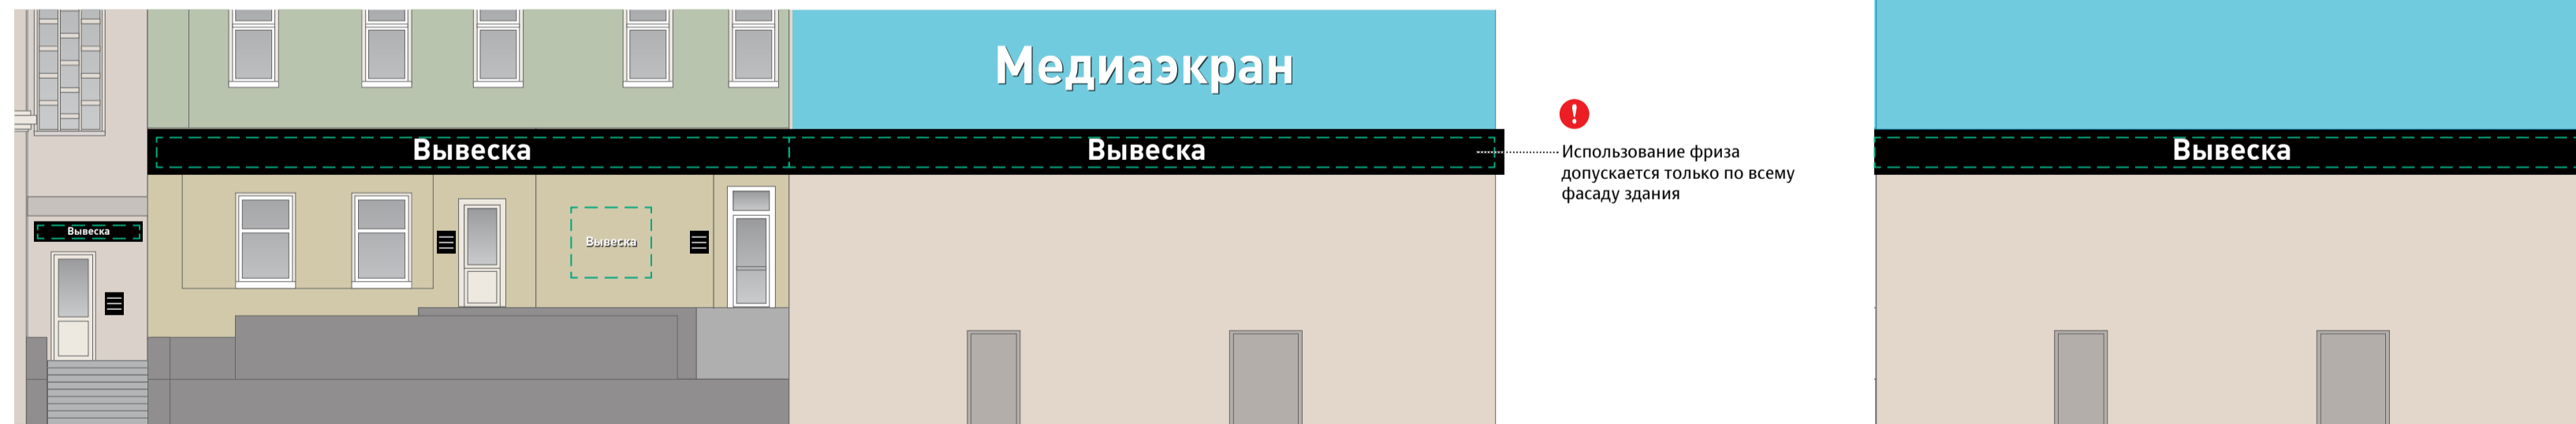 Медиаэкран
Вывеска
Вывеска
Вывеска
Вывеска
Вывеска
!
Использование фриза
допускается только по всему
фасаду здания